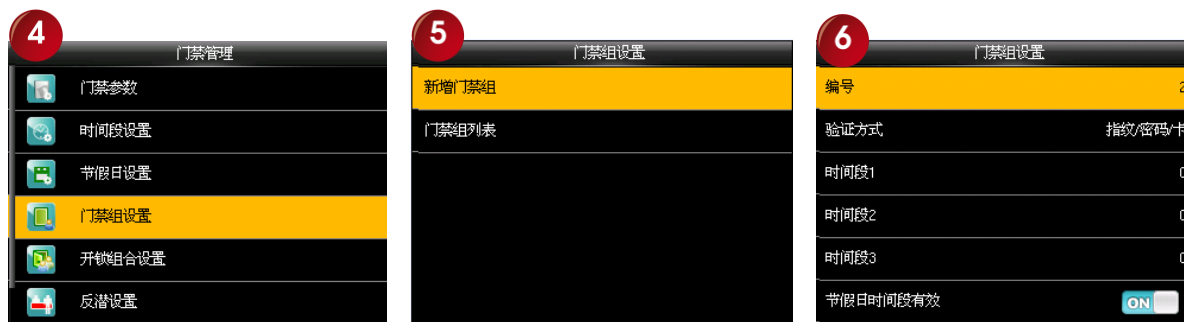 4
门禁管理
门禁参数
时间段设置
节假日设置
门禁组设置
开锁组合设置
反潜设置
5
门禁组设置
新增门禁组
门禁组列表
6
门禁组设置
编号 2
验证方式 指纹/密码/卡
时间段1 0
时间段2 0
时间段3 0
节假日时间段有效 ON